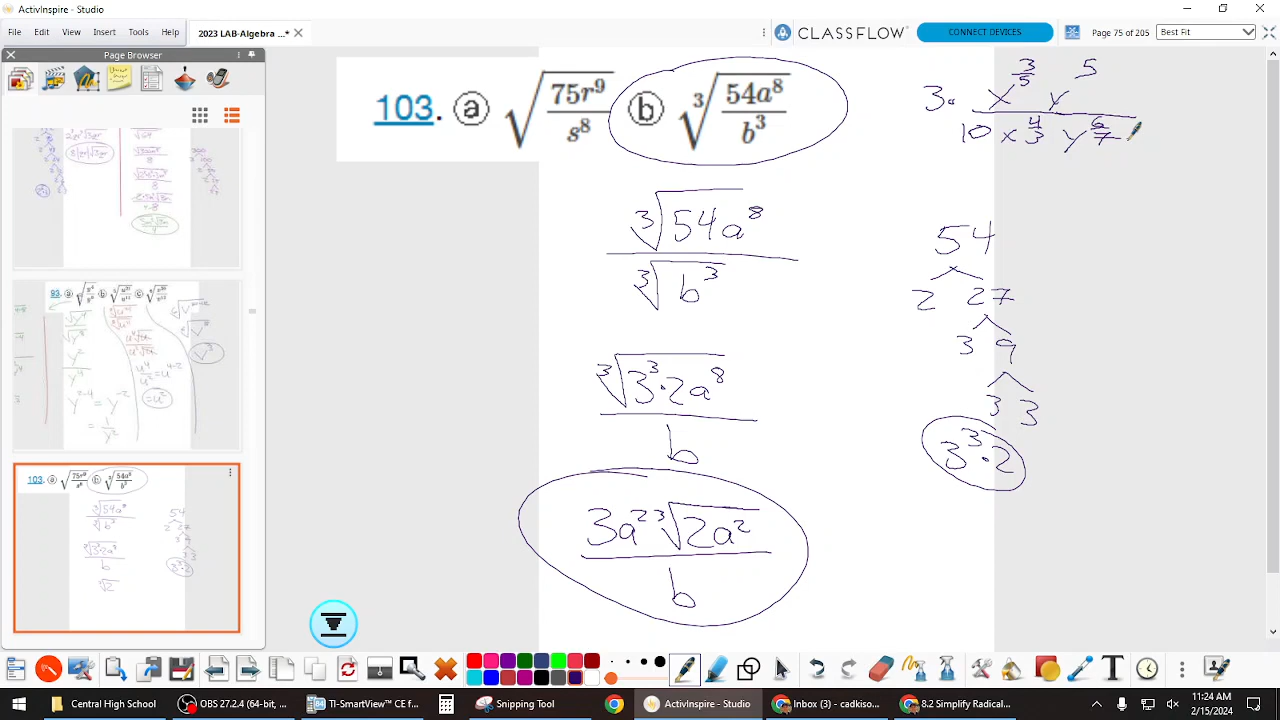 ActivInspire - Studio
File Edit View Insert Tools Help
2023 LAB-Algebra ...*
CLASSFLOW
CONNECT DEVICES
Page 75 of 205
Best Fit
Page Browser
103. ⓐ √(75r⁹/s⁸) ⓑ ∛(54a⁸/b³)
∛(54a⁸)
∛(b³)
∛(3³·2a⁸)
b
3a² ∛(2a²)
b
54
2 27
3 9
3 3
3³·2
93.
103.
11:24 AM
Central High School
OBS 27.2.4 (64-bit, ...
TI-SmartView™ CE F...
Snipping Tool
ActivInspire - Studio
Inbox (3) - cadkiso...
8.2 Simplify Radical...
2/15/2024